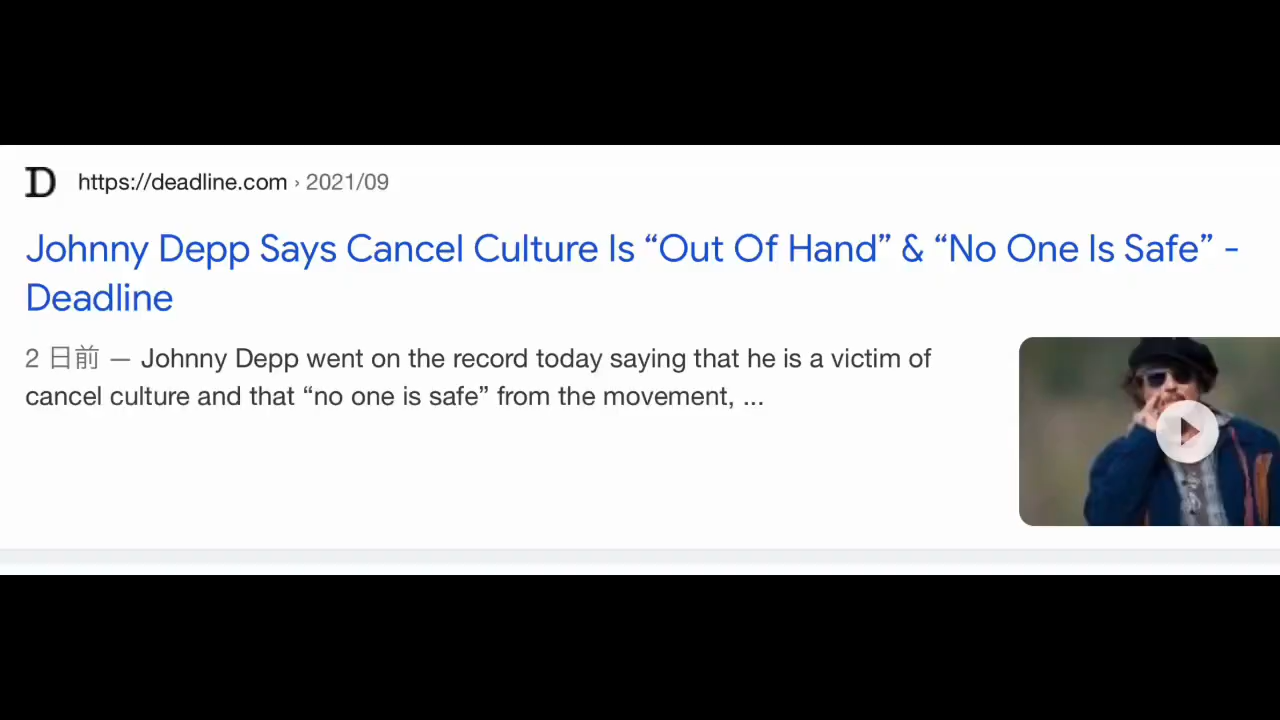 D https://deadline.com › 2021/09
Johnny Depp Says Cancel Culture Is “Out Of Hand” & “No One Is Safe” -
Deadline
2 日前 — Johnny Depp went on the record today saying that he is a victim of
cancel culture and that “no one is safe” from the movement, ...